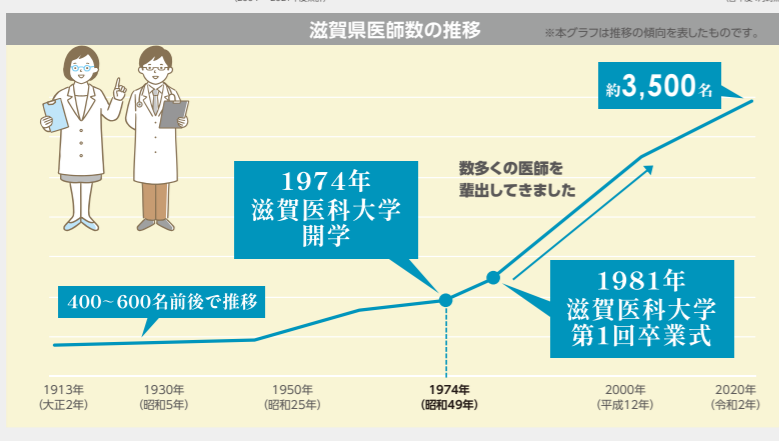 滋賀県医師数の推移
※本グラフは推移の傾向を表したものです。
約3,500名
数多くの医師を
輩出してきました
1974年
滋賀医科大学
開学
400~600名前後で推移
1981年
滋賀医科大学
第1回卒業式
1913年
(大正2年)
1930年
(昭和5年)
1950年
(昭和25年)
1974年
(昭和49年)
2000年
(平成12年)
2020年
(令和2年)